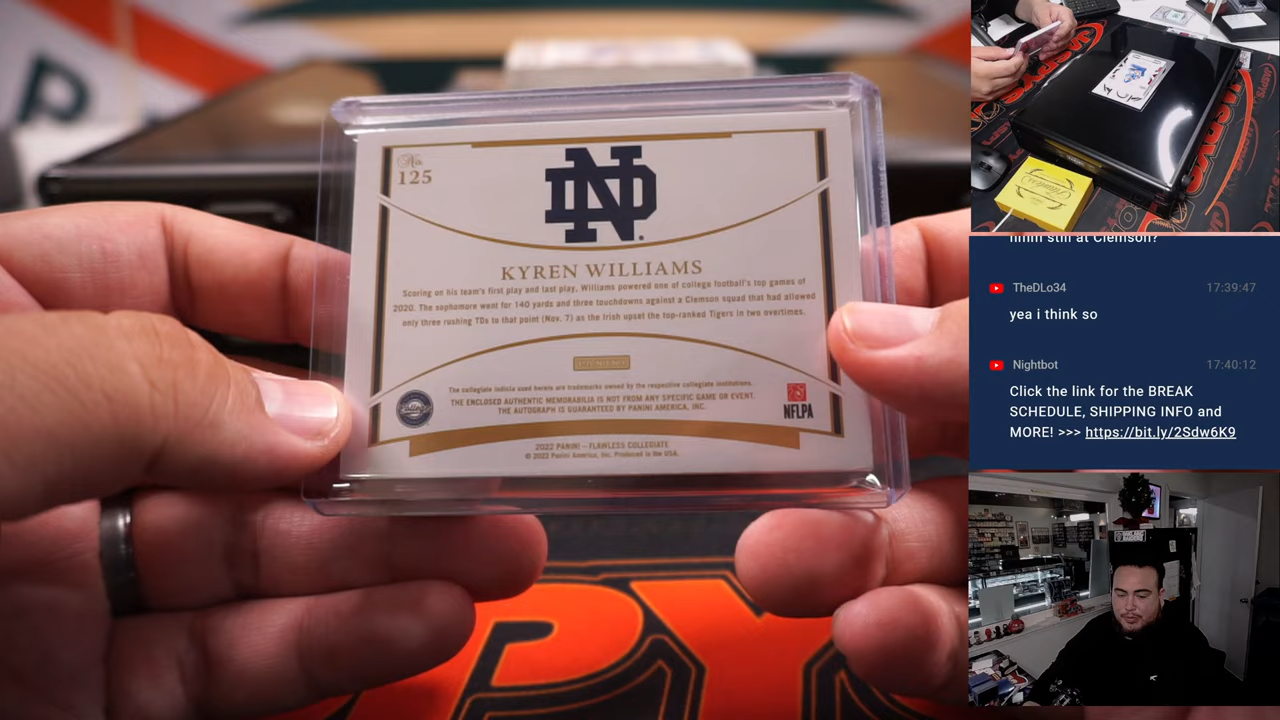 No.
125
ND
KYREN WILLIAMS
Scoring on his team's first play and last play, Williams powered one of college football's top games of
2020. The sophomore went for 140 yards and three touchdowns against a Clemson squad that had allowed
only three rushing TDs to that point (Nov. 7) as the Irish upset the top-ranked Tigers in two overtimes.
The collegiate indicia used herein are trademarks owned by the respective collegiate institutions.
THE ENCLOSED AUTHENTIC MEMORABILIA IS NOT FROM ANY SPECIFIC GAME OR EVENT.
THE AUTOGRAPH IS GUARANTEED BY PANINI AMERICA, INC.
NFLPA
2022 PANINI – FLAWLESS COLLEGIATE
© 2022 Panini America, Inc. Produced in the USA.
P
PY
hmm still at Clemson?
TheDLo34 17:39:47
yea i think so
Nightbot 17:40:12
Click the link for the BREAK
SCHEDULE, SHIPPING INFO and
MORE! >>> https://bit.ly/2Sdw6K9